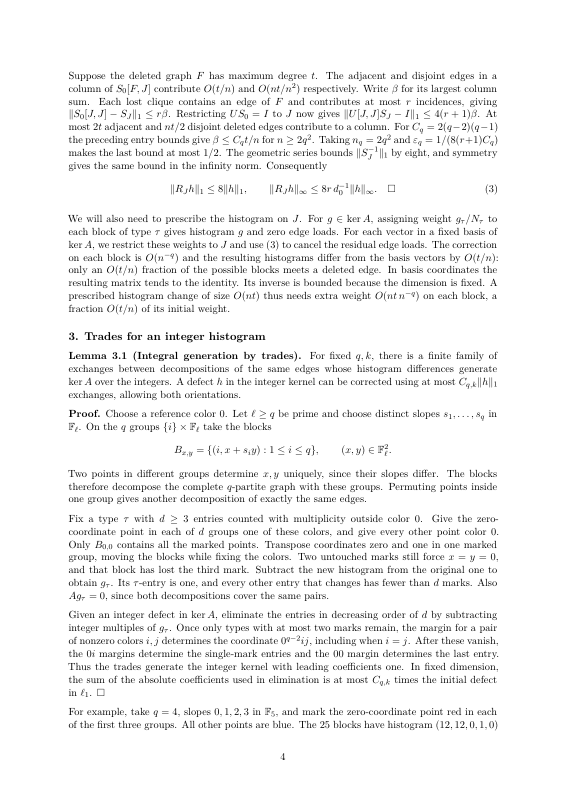 Suppose the deleted graph F has maximum degree t. The adjacent and disjoint edges in a
column of S₀[F, J] contribute O(t/n) and O(nt/n²) respectively. Write β for its largest column
sum. Each lost clique contains an edge of F and contributes at most r incidences, giving
‖S₀[J, J] − S_J‖₁ ≤ rβ. Restricting US₀ = I to J now gives ‖U[J, J]S_J − I‖₁ ≤ 4(r + 1)β. At
most 2t adjacent and nt/2 disjoint deleted edges contribute to a column. For C_q = 2(q−2)(q−1)
the preceding entry bounds give β ≤ C_q t/n for n ≥ 2q². Taking n_q = 2q² and ε_q = 1/(8(r+1)C_q)
makes the last bound at most 1/2. The geometric series bounds ‖S_J⁻¹‖₁ by eight, and symmetry
gives the same bound in the infinity norm. Consequently
‖R_J h‖₁ ≤ 8‖h‖₁, ‖R_J h‖∞ ≤ 8r d₀⁻¹‖h‖∞. □ (3)
We will also need to prescribe the histogram on J. For g ∈ ker A, assigning weight g_τ/N_τ to
each block of type τ gives histogram g and zero edge loads. For each vector in a fixed basis of
ker A, we restrict these weights to J and use (3) to cancel the residual edge loads. The correction
on each block is O(n⁻q) and the resulting histograms differ from the basis vectors by O(t/n):
only an O(t/n) fraction of the possible blocks meets a deleted edge. In basis coordinates the
resulting matrix tends to the identity. Its inverse is bounded because the dimension is fixed. A
prescribed histogram change of size O(nt) thus needs extra weight O(nt n⁻q) on each block, a
fraction O(t/n) of its initial weight.
3. Trades for an integer histogram
Lemma 3.1 (Integral generation by trades). For fixed q, k, there is a finite family of
exchanges between decompositions of the same edges whose histogram differences generate
ker A over the integers. A defect h in the integer kernel can be corrected using at most C_{q,k}‖h‖₁
exchanges, allowing both orientations.
Proof. Choose a reference color 0. Let ℓ ≥ q be prime and choose distinct slopes s₁, . . . , s_q in
𝔽_ℓ. On the q groups {i} × 𝔽_ℓ take the blocks
B_{x,y} = {(i, x + s_i y) : 1 ≤ i ≤ q}, (x, y) ∈ 𝔽_ℓ².
Two points in different groups determine x, y uniquely, since their slopes differ. The blocks
therefore decompose the complete q-partite graph with these groups. Permuting points inside
one group gives another decomposition of exactly the same edges.
Fix a type τ with d ≥ 3 entries counted with multiplicity outside color 0. Give the zero-
coordinate point in each of d groups one of these colors, and give every other point color 0.
Only B_{0,0} contains all the marked points. Transpose coordinates zero and one in one marked
group, moving the blocks while fixing the colors. Two untouched marks still force x = y = 0,
and that block has lost the third mark. Subtract the new histogram from the original one to
obtain g_τ. Its τ-entry is one, and every other entry that changes has fewer than d marks. Also
Ag_τ = 0, since both decompositions cover the same pairs.
Given an integer defect in ker A, eliminate the entries in decreasing order of d by subtracting
integer multiples of g_τ. Once only types with at most two marks remain, the margin for a pair
of nonzero colors i, j determines the coordinate 0^{q−2}ij, including when i = j. After these vanish,
the 0i margins determine the single-mark entries and the 00 margin determines the last entry.
Thus the trades generate the integer kernel with leading coefficients one. In fixed dimension,
the sum of the absolute coefficients used in elimination is at most C_{q,k} times the initial defect
in ℓ₁. □
For example, take q = 4, slopes 0, 1, 2, 3 in 𝔽₅, and mark the zero-coordinate point red in each
of the first three groups. All other points are blue. The 25 blocks have histogram (12, 12, 0, 1, 0)
4